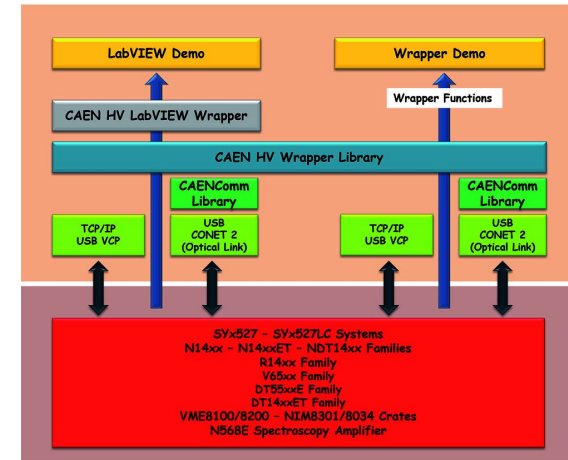 LabVIEW Demo
Wrapper Demo
Wrapper Functions
CAEN HV LabVIEW Wrapper
CAEN HV Wrapper Library
CAENComm
Library
CAENComm
Library
TCP/IP
USB VCP
USB
CONET 2
(Optical Link)
TCP/IP
USB VCP
USB
CONET 2
(Optical Link)
SYx527 – SYx527LC Systems
N14xx – N14xxET – NDT14xx Families
R14xx Family
V65xx Family
DT55xxE Family
DT14xxET Family
VME8100/8200 – NIM8301/8034 Crates
N568E Spectroscopy Amplifier